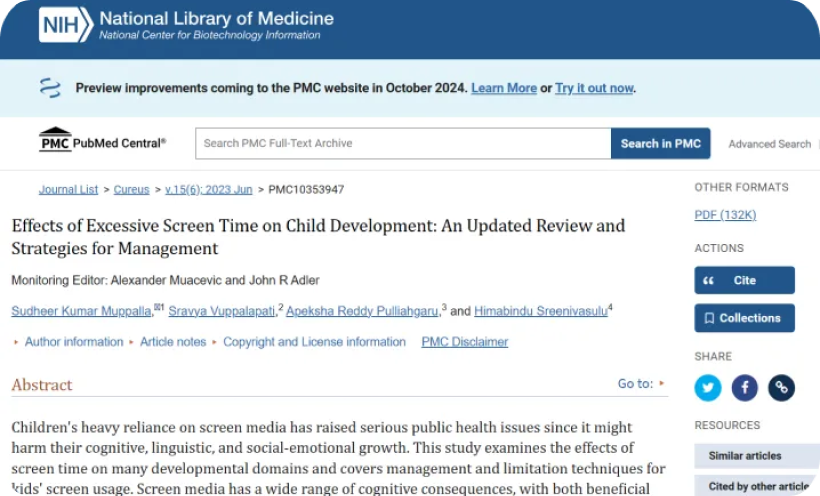 NIH National Library of Medicine
National Center for Biotechnology Information
Preview improvements coming to the PMC website in October 2024. Learn More or Try it out now.
PMC PubMed Central®
Search PMC Full-Text Archive
Search in PMC
Advanced Search
Journal List > Cureus > v.15(6); 2023 Jun > PMC10353947
Effects of Excessive Screen Time on Child Development: An Updated Review and
Strategies for Management
Monitoring Editor: Alexander Muacevic and John R Adler
Sudheer Kumar Muppalla,✉1 Sravya Vuppalapati,2 Apeksha Reddy Pulliahgaru,3 and Himabindu Sreenivasulu4
▸ Author information ▸ Article notes ▸ Copyright and License information PMC Disclaimer
Abstract
Go to: ▸
Children's heavy reliance on screen media has raised serious public health issues since it might
harm their cognitive, linguistic, and social-emotional growth. This study examines the effects of
screen time on many developmental domains and covers management and limitation techniques for
kids' screen usage. Screen media has a wide range of cognitive consequences, with both beneficial
OTHER FORMATS
PDF (132K)
ACTIONS
Cite
Collections
SHARE
RESOURCES
Similar articles
Cited by other article